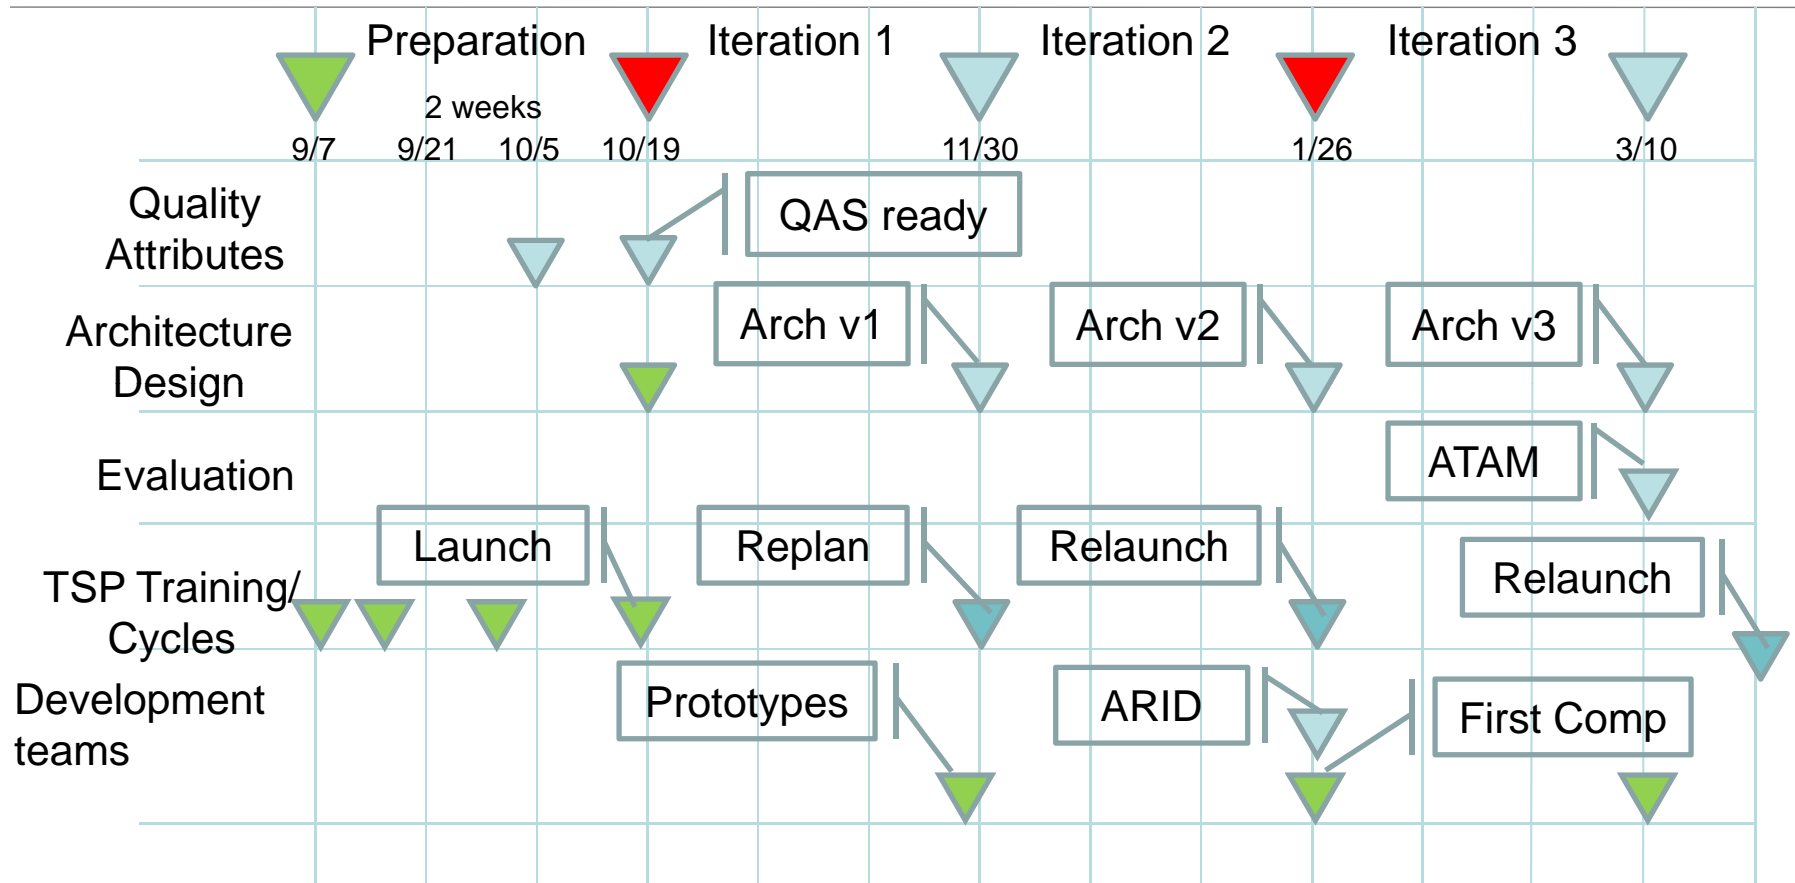 Preparation
Iteration 1
Iteration 2
Iteration 3
2 weeks
9/7
9/21
10/5
10/19
11/30
1/26
3/10
Quality
Attributes
QAS ready
Architecture
Design
Arch v1
Arch v2
Arch v3
Evaluation
ATAM
TSP Training/
Cycles
Launch
Replan
Relaunch
Relaunch
Development
teams
Prototypes
ARID
First Comp